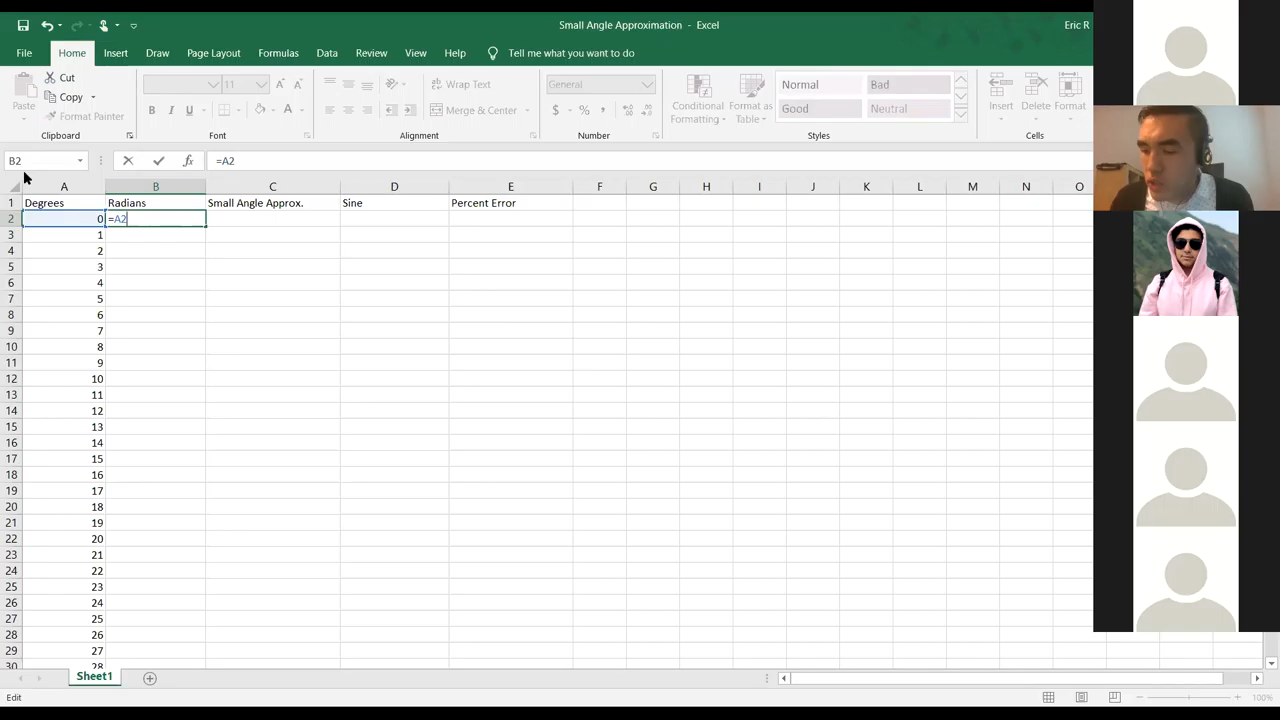 Small Angle Approximation - Excel
Eric R
File Home Insert Draw Page Layout Formulas Data Review View Help Tell me what you want to do
Paste
Cut
Copy
Format Painter
Clipboard
11
B I U
A A
A
Font
Wrap Text
Merge & Center
Alignment
General
$ %
Number
Conditional Formatting
Format as Table
Normal Bad
Good Neutral
Styles
Insert Delete Format
Cells
B2 fx =A2
A B C D E F G H I J K L M N O
1 Degrees Radians Small Angle Approx. Sine Percent Error
2 0 =A2
3 1
4 2
5 3
6 4
7 5
8 6
9 7
10 8
11 9
12 10
13 11
14 12
15 13
16 14
17 15
18 16
19 17
20 18
21 19
22 20
23 21
24 22
25 23
26 24
27 25
28 26
29 27
30 28
Sheet1
Edit
100%